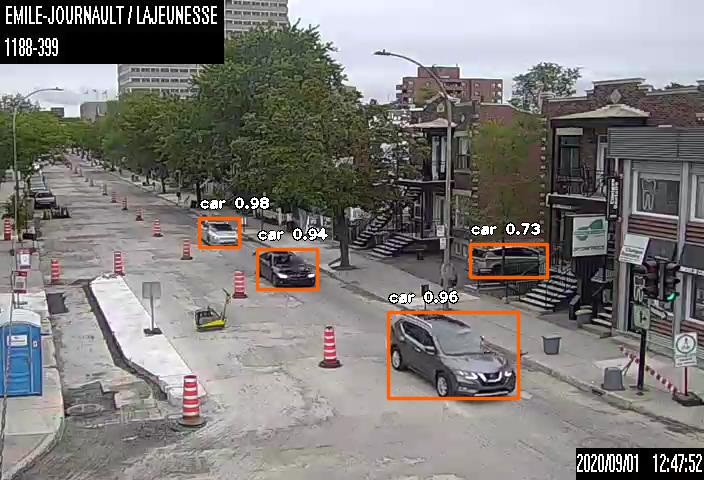 EMILE-JOURNAULT / LAJEUNESSE
1188-399
car 0.98
car 0.94
car 0.73
car 0.96
2020/09/01 12:47:52